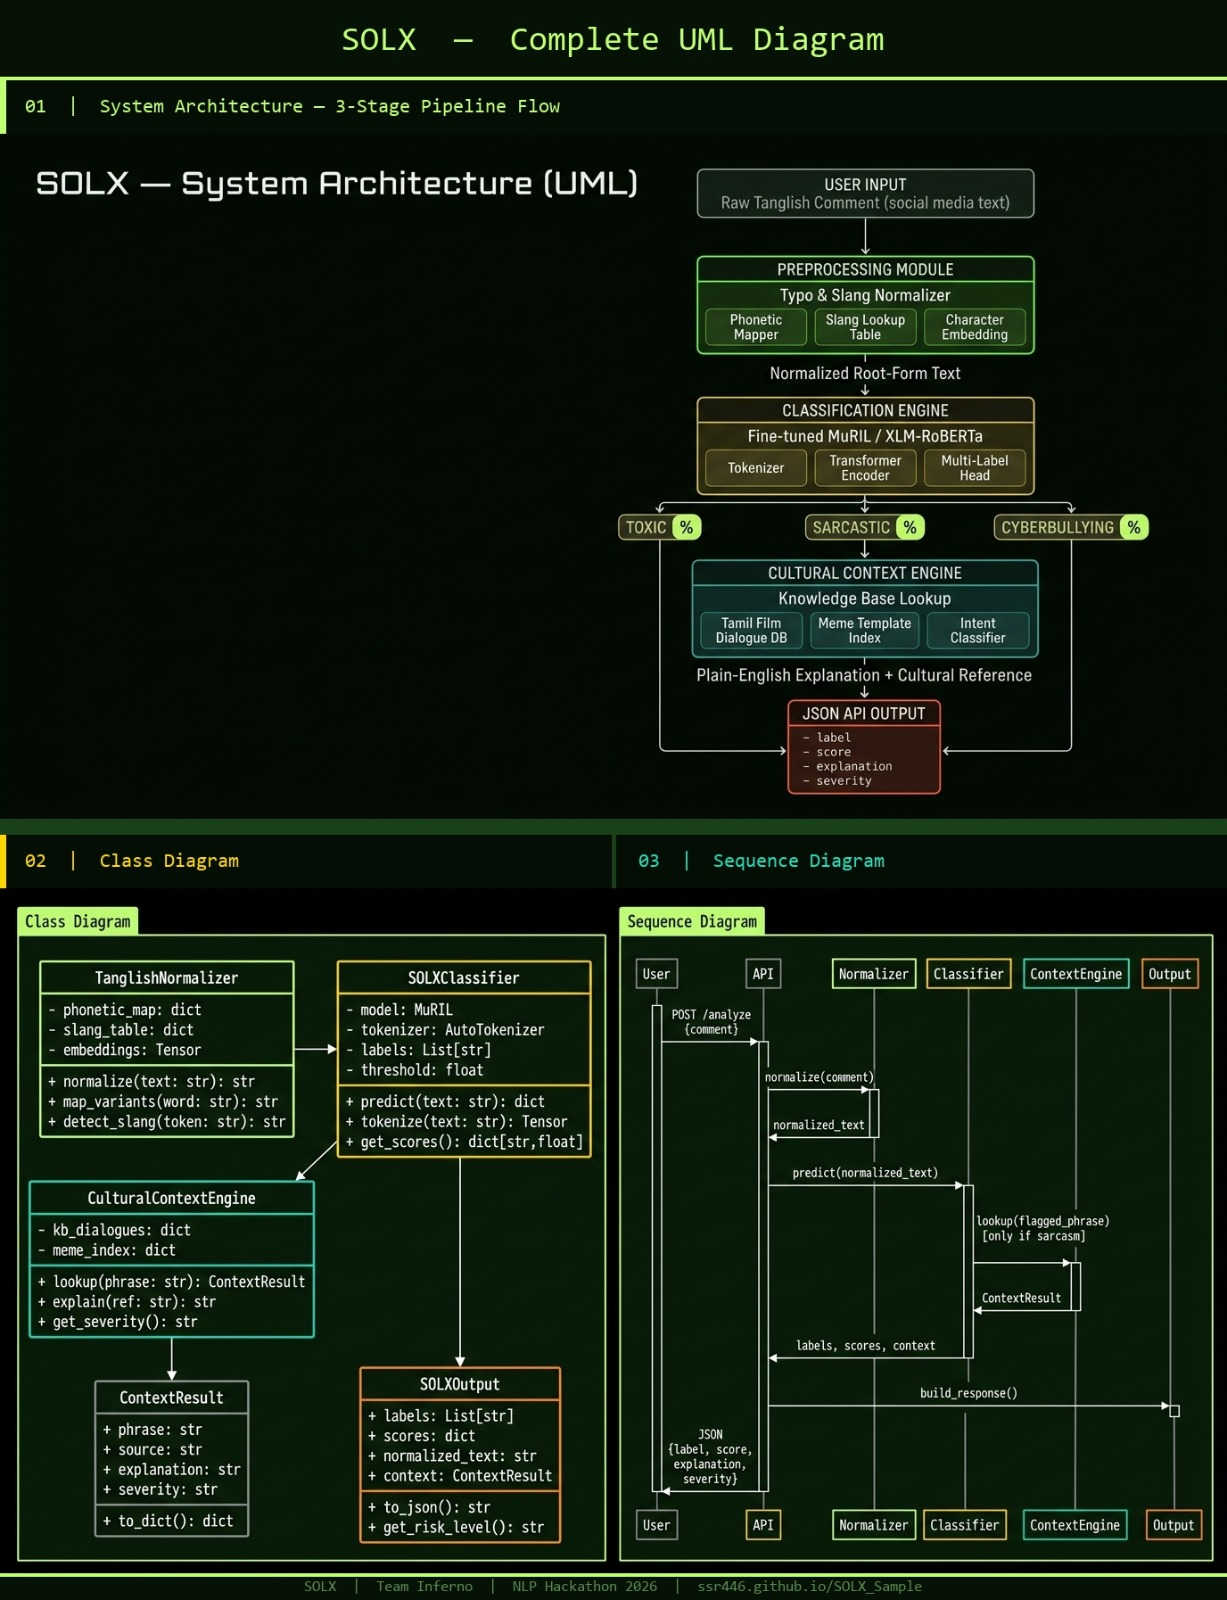 SOLX — Complete UML Diagram
01 | System Architecture — 3-Stage Pipeline Flow
SOLX — System Architecture (UML)
USER INPUT
Raw Tanglish Comment (social media text)
PREPROCESSING MODULE
Typo & Slang Normalizer
Phonetic
Mapper
Slang Lookup
Table
Character
Embedding
Normalized Root-Form Text
CLASSIFICATION ENGINE
Fine-tuned MuRIL / XLM-RoBERTa
Tokenizer
Transformer
Encoder
Multi-Label
Head
TOXIC %
SARCASTIC %
CYBERBULLYING %
CULTURAL CONTEXT ENGINE
Knowledge Base Lookup
Tamil Film
Dialogue DB
Meme Template
Index
Intent
Classifier
Plain-English Explanation + Cultural Reference
JSON API OUTPUT
- label
- score
- explanation
- severity
02 | Class Diagram
Class Diagram
TanglishNormalizer
- phonetic_map: dict
- slang_table: dict
- embeddings: Tensor
+ normalize(text: str): str
+ map_variants(word: str): str
+ detect_slang(token: str): str
SOLXClassifier
- model: MuRIL
- tokenizer: AutoTokenizer
- labels: List[str]
- threshold: float
+ predict(text: str): dict
+ tokenize(text: str): Tensor
+ get_scores(): dict[str,float]
CulturalContextEngine
- kb_dialogues: dict
- meme_index: dict
+ lookup(phrase: str): ContextResult
+ explain(ref: str): str
+ get_severity(): str
ContextResult
+ phrase: str
+ source: str
+ explanation: str
+ severity: str
+ to_dict(): dict
SOLXOutput
+ labels: List[str]
+ scores: dict
+ normalized_text: str
+ context: ContextResult
+ to_json(): str
+ get_risk_level(): str
03 | Sequence Diagram
Sequence Diagram
User
API
Normalizer
Classifier
ContextEngine
Output
POST /analyze
{comment}
normalize(comment)
normalized_text
predict(normalized_text)
lookup(flagged_phrase)
[only if sarcasm]
ContextResult
labels, scores, context
build_response()
JSON
{label, score,
explanation,
severity}
User
API
Normalizer
Classifier
ContextEngine
Output
SOLX | Team Inferno | NLP Hackathon 2026 | ssr446.github.io/SOLX_Sample